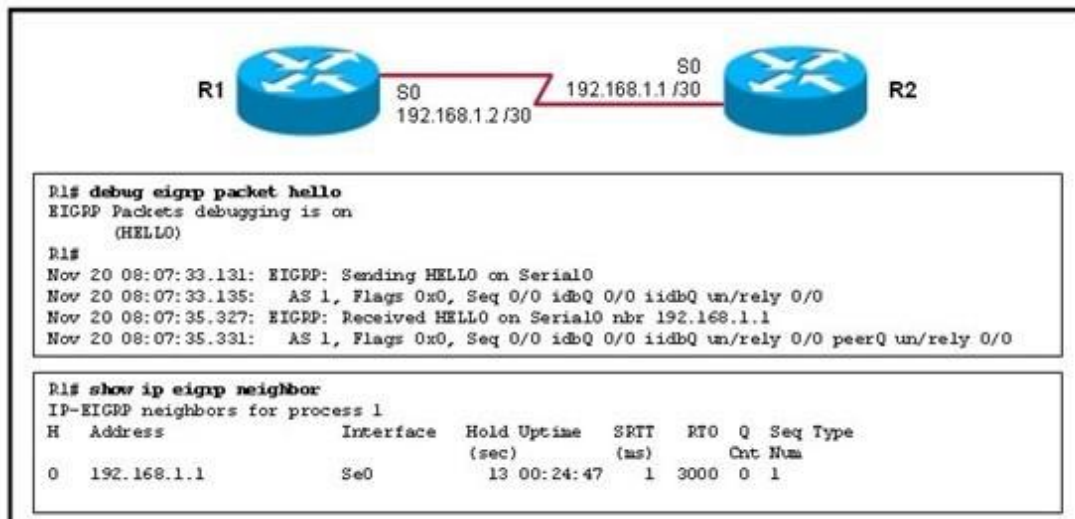 R1
S0
192.168.1.2 /30
S0
192.168.1.1 /30
R2
R1# debug eigrp packet hello
EIGRP Packets debugging is on
(HELLO)
R1#
Nov 20 08:07:33.131: EIGRP: Sending HELLO on Serial0
Nov 20 08:07:33.135: AS 1, Flags 0x0, Seq 0/0 idbQ 0/0 iidbQ un/rely 0/0
Nov 20 08:07:35.327: EIGRP: Received HELLO on Serial0 nbr 192.168.1.1
Nov 20 08:07:35.331: AS 1, Flags 0x0, Seq 0/0 idbQ 0/0 iidbQ un/rely 0/0 peerQ un/rely 0/0
R1# show ip eigrp neighbor
IP-EIGRP neighbors for process 1
H Address Interface Hold Uptime SRTT RTO Q Seq Type
(sec) (ms) Cnt Num
0 192.168.1.1 Se0 13 00:24:47 1 3000 0 1